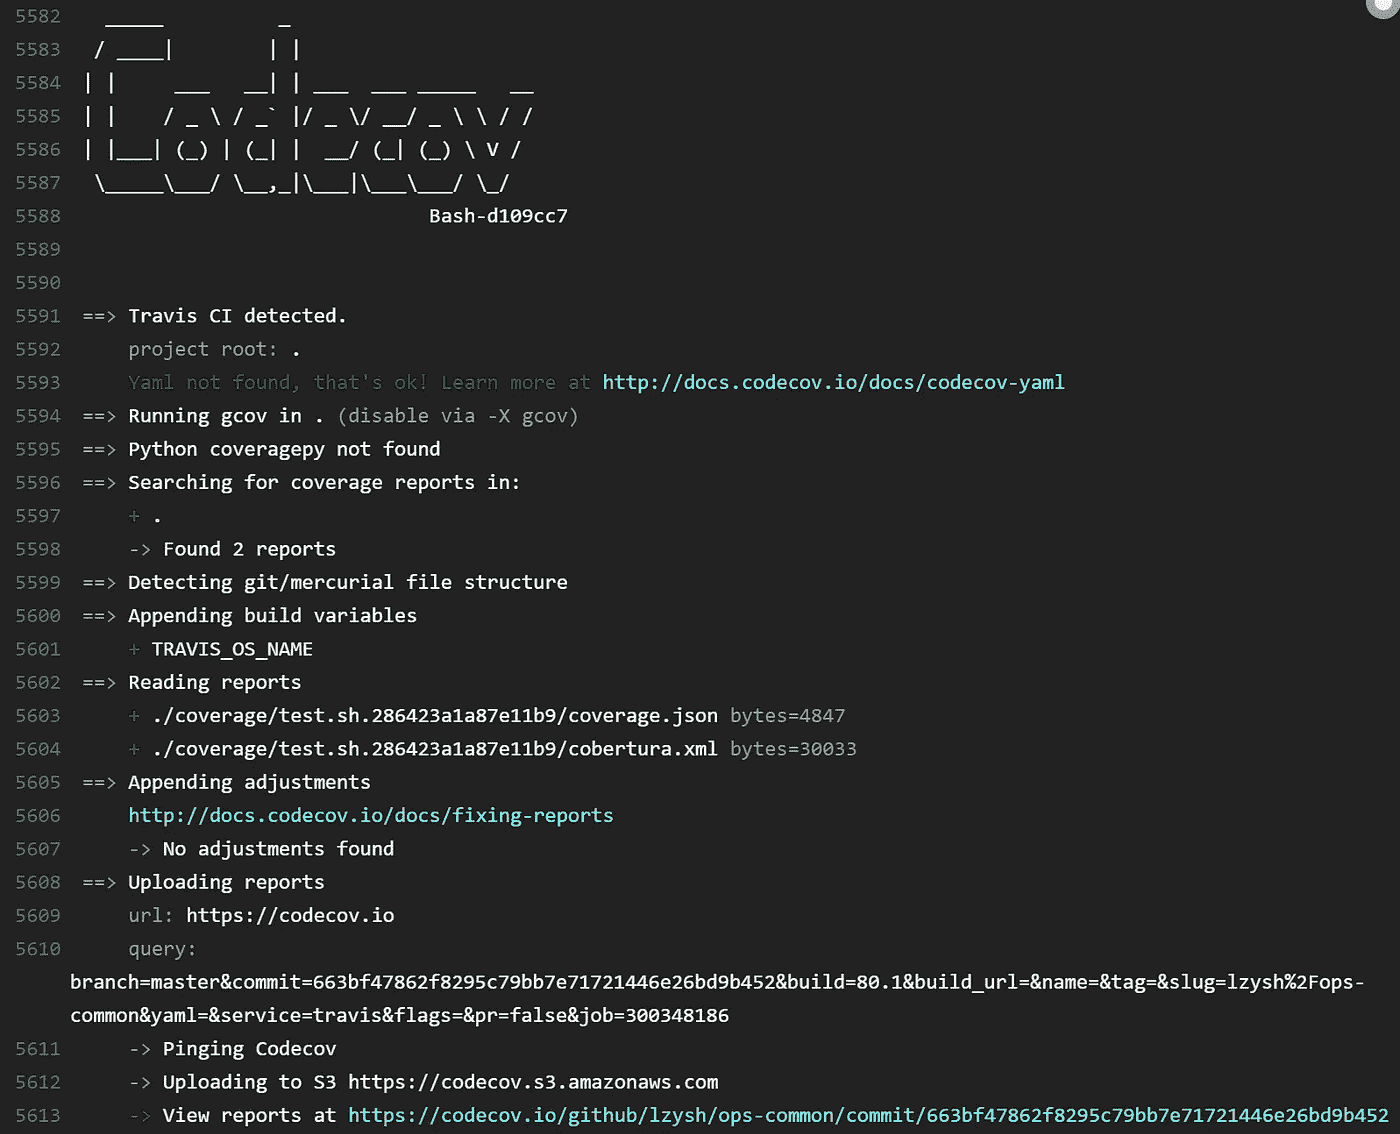 5582    _____          _
5583   / ____|        | |
5584  | |     ___   __| | ___  ___ _____   __
5585  | |    / _ \ / _` |/ _ \/ __/ _ \ \ / /
5586  | |___| (_) | (_| |  __/ (_| (_) \ V /
5587   \_____\___/ \__,_|\___|\___\___/ \_/
5588                                Bash-d109cc7
5589
5590
5591 ==> Travis CI detected.
5592     project root: .
5593     Yaml not found, that's ok! Learn more at http://docs.codecov.io/docs/codecov-yaml
5594 ==> Running gcov in . (disable via -X gcov)
5595 ==> Python coveragepy not found
5596 ==> Searching for coverage reports in:
5597     + .
5598     -> Found 2 reports
5599 ==> Detecting git/mercurial file structure
5600 ==> Appending build variables
5601     + TRAVIS_OS_NAME
5602 ==> Reading reports
5603     + ./coverage/test.sh.286423a1a87e11b9/coverage.json bytes=4847
5604     + ./coverage/test.sh.286423a1a87e11b9/cobertura.xml bytes=30033
5605 ==> Appending adjustments
5606     http://docs.codecov.io/docs/fixing-reports
5607     -> No adjustments found
5608 ==> Uploading reports
5609     url: https://codecov.io
5610     query:
branch=master&commit=663bf47862f8295c79bb7e71721446e26bd9b452&build=80.1&build_url=&name=&tag=&slug=lzysh%2Fops-
common&yaml=&service=travis&flags=&pr=false&job=300348186
5611     -> Pinging Codecov
5612     -> Uploading to S3 https://codecov.s3.amazonaws.com
5613     -> View reports at https://codecov.io/github/lzysh/ops-common/commit/663bf47862f8295c79bb7e71721446e26bd9b452